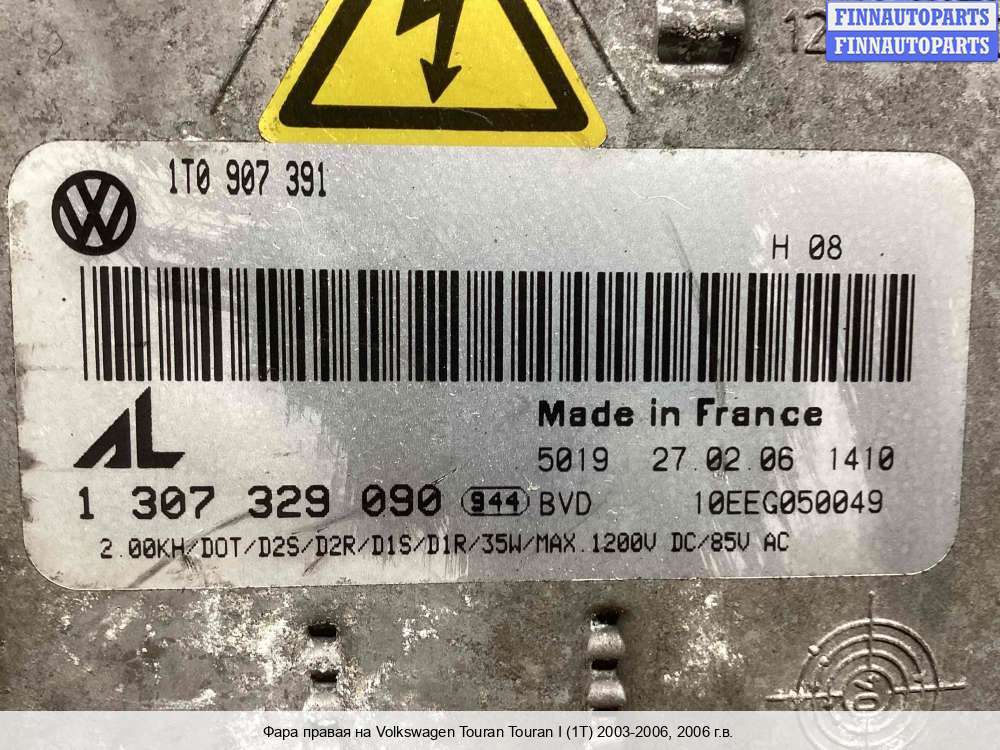 FINNAUTOPARTS
FINNAUTOPARTS
1T0 907 391
H 08
AL
Made in France
5019 27.02.06 1410
1 307 329 090 944 BVD 10EEG050049
2.00KH/DOT/D2S/D2R/D1S/D1R/35W/MAX.1200V DC/85V AC
Фара правая на Volkswagen Touran Touran I (1T) 2003-2006, 2006 г.в.